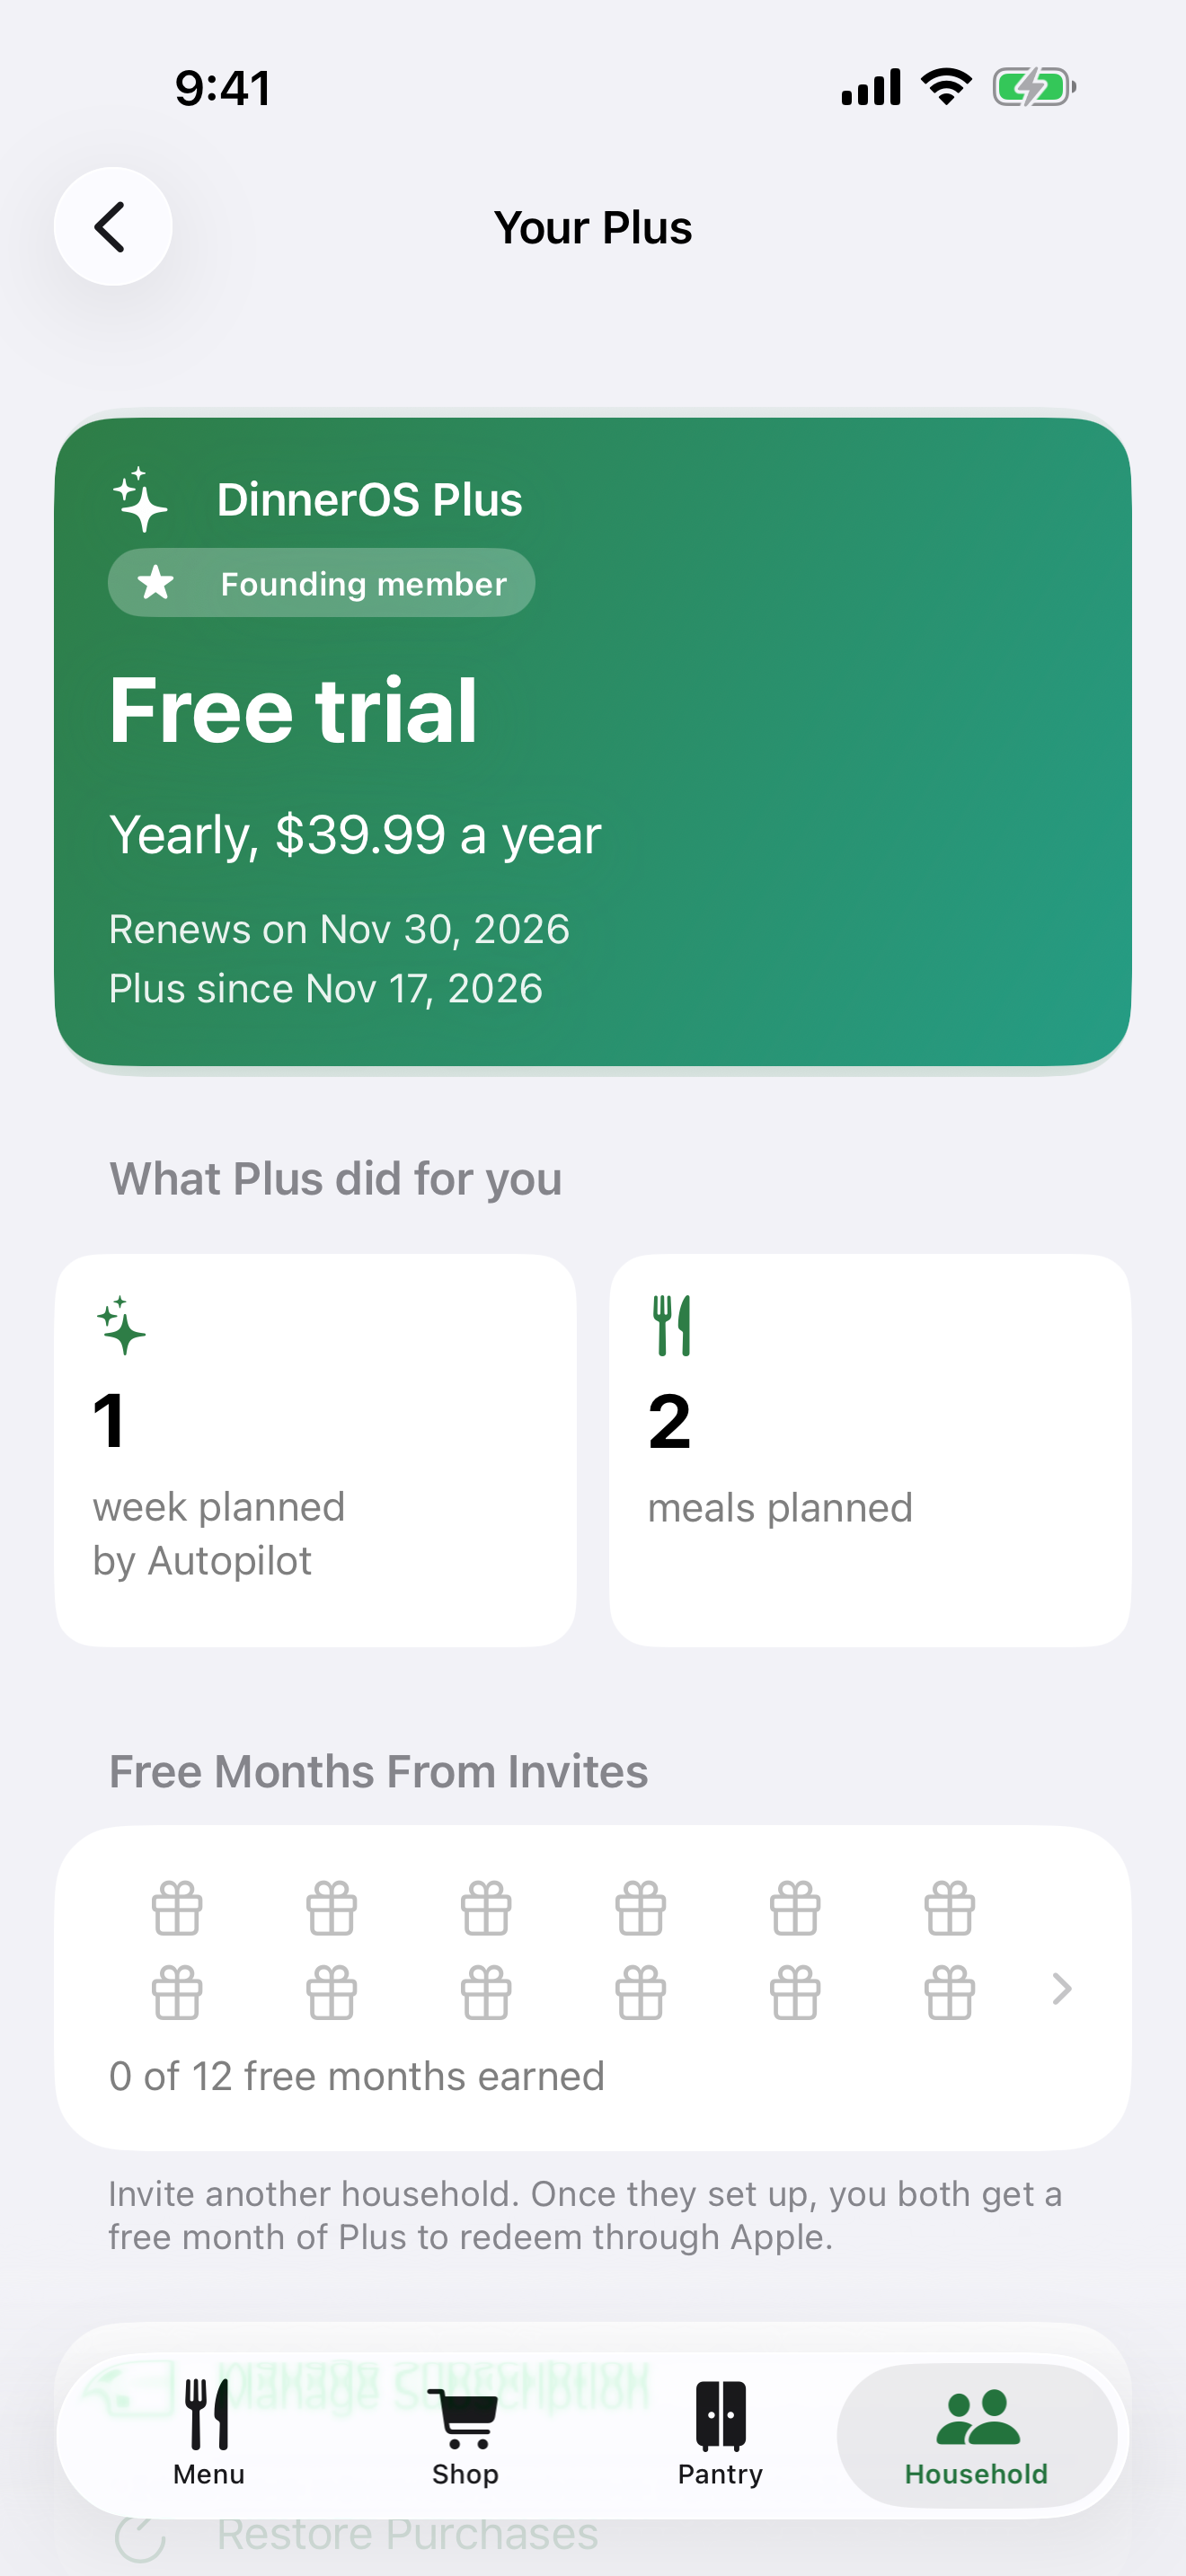 9:41
Your Plus
DinnerOS Plus
Founding member
Free trial
Yearly, $39.99 a year
Renews on Nov 30, 2026
Plus since Nov 17, 2026
What Plus did for you
1
week planned
by Autopilot
2
meals planned
Free Months From Invites
0 of 12 free months earned
Invite another household. Once they set up, you both get a
free month of Plus to redeem through Apple.
Manage Subscription
Menu
Shop
Pantry
Household
Restore Purchases